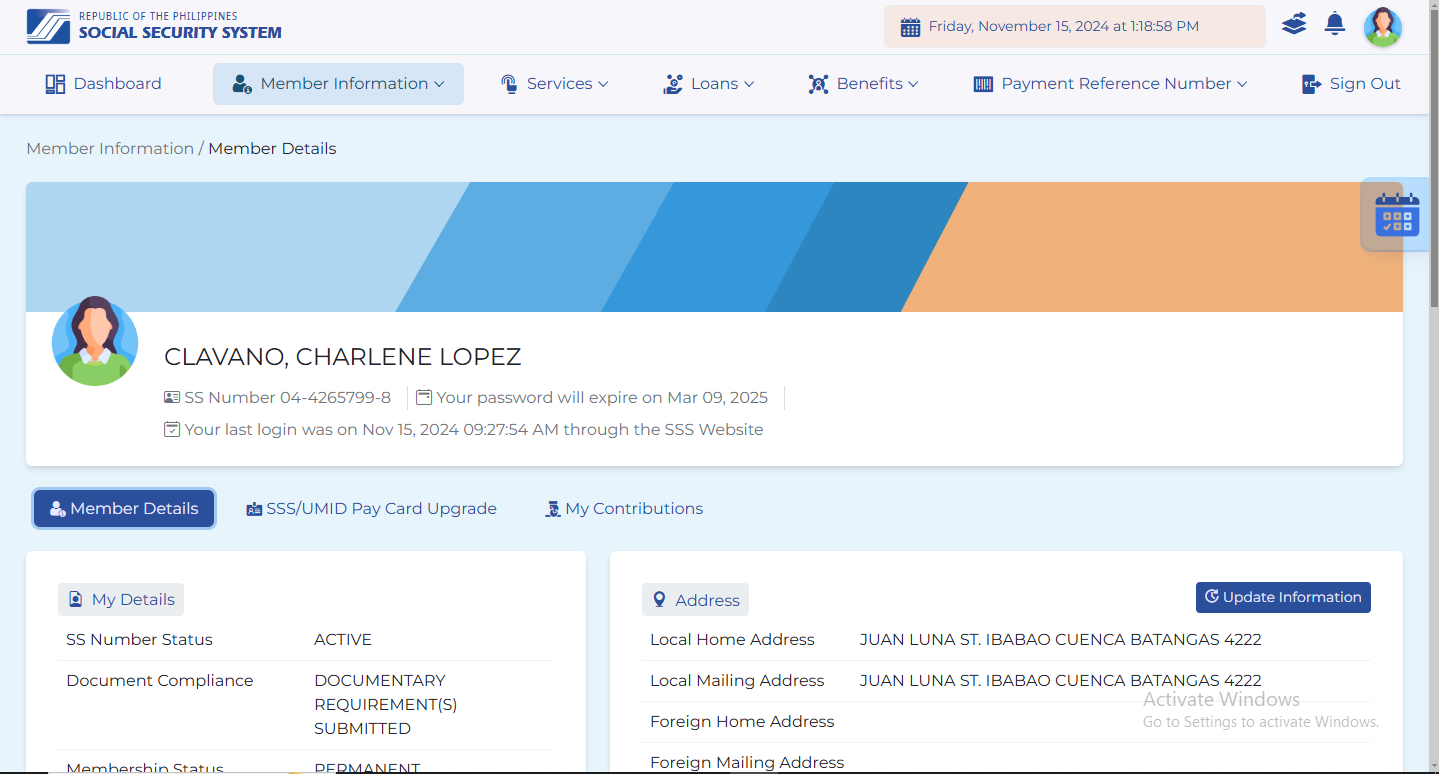 REPUBLIC OF THE PHILIPPINES
SOCIAL SECURITY SYSTEM
Friday, November 15, 2024 at 1:18:58 PM
Dashboard
Member Information
Services
Loans
Benefits
Payment Reference Number
Sign Out
Member Information / Member Details
CLAVANO, CHARLENE LOPEZ
SS Number 04-4265799-8
Your password will expire on Mar 09, 2025
Your last login was on Nov 15, 2024 09:27:54 AM through the SSS Website
Member Details
SSS/UMID Pay Card Upgrade
My Contributions
My Details
SS Number Status ACTIVE
Document Compliance DOCUMENTARY
REQUIREMENT(S)
SUBMITTED
Membership Status PERMANENT
Address
Update Information
Local Home Address JUAN LUNA ST. IBABAO CUENCA BATANGAS 4222
Local Mailing Address JUAN LUNA ST. IBABAO CUENCA BATANGAS 4222
Foreign Home Address
Foreign Mailing Address
Activate Windows
Go to Settings to activate Windows.